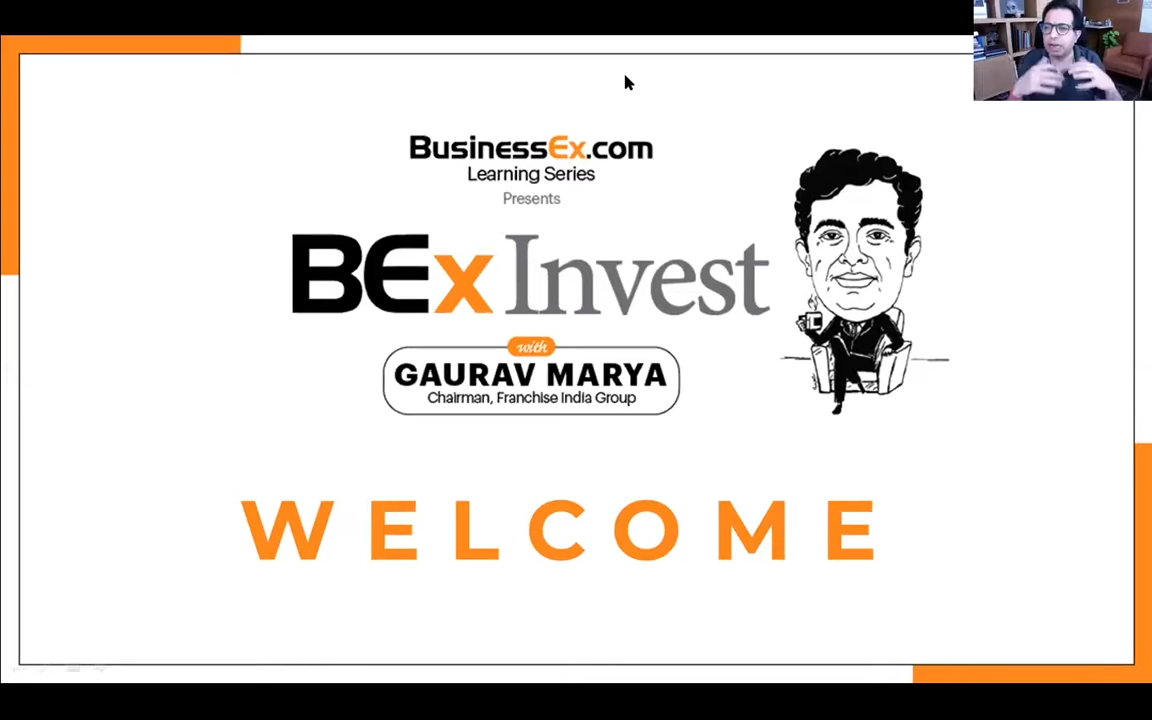 BusinessEx.com
Learning Series
Presents
BEx Invest
with
GAURAV MARYA
Chairman, Franchise India Group
WELCOME